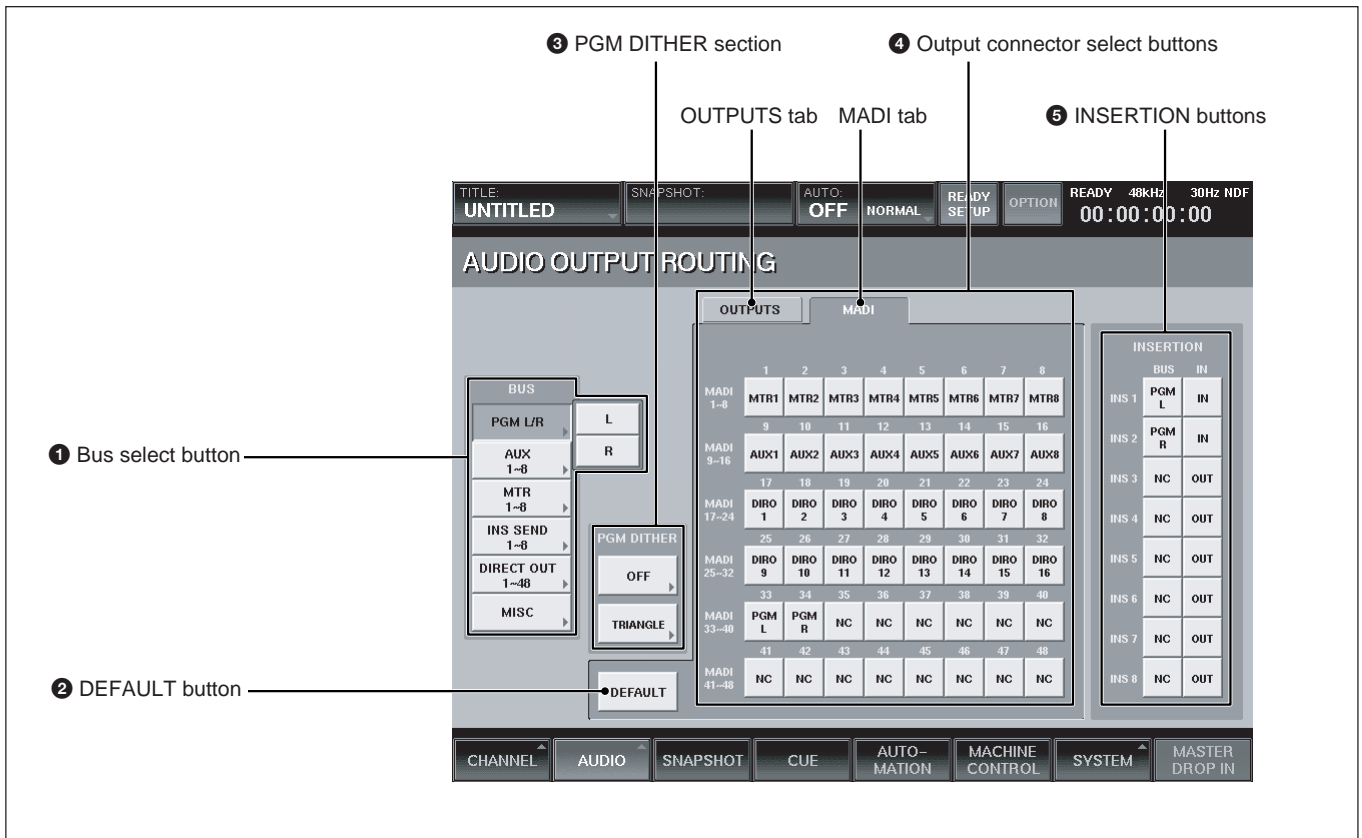 ❸ PGM DITHER section
❹ Output connector select buttons
OUTPUTS tab
MADI tab
❺ INSERTION buttons
TITLE:
UNTITLED
SNAPSHOT:
AUTO:
OFF
NORMAL
READY
SETUP
OPTION
READY 48kHz 30Hz NDF
00:00:00:00
AUDIO OUTPUT ROUTING
OUTPUTS
MADI
❶ Bus select button
BUS
PGM L/R
L
R
AUX
1~8
MTR
1~8
INS SEND
1~8
DIRECT OUT
1~48
MISC
PGM DITHER
OFF
TRIANGLE
❷ DEFAULT button
DEFAULT
1 2 3 4 5 6 7 8
MADI
1~8
MTR1 MTR2 MTR3 MTR4 MTR5 MTR6 MTR7 MTR8
9 10 11 12 13 14 15 16
MADI
9~16
AUX1 AUX2 AUX3 AUX4 AUX5 AUX6 AUX7 AUX8
17 18 19 20 21 22 23 24
MADI
17~24
DIRO DIRO DIRO DIRO DIRO DIRO DIRO DIRO
1 2 3 4 5 6 7 8
25 26 27 28 29 30 31 32
MADI
25~32
DIRO DIRO DIRO DIRO DIRO DIRO DIRO DIRO
9 10 11 12 13 14 15 16
33 34 35 36 37 38 39 40
MADI
33~40
PGM PGM NC NC NC NC NC NC
L R
41 42 43 44 45 46 47 48
MADI
41~48
NC NC NC NC NC NC NC NC
INSERTION
BUS IN
INS 1 PGM L IN
INS 2 PGM R IN
INS 3 NC OUT
INS 4 NC OUT
INS 5 NC OUT
INS 6 NC OUT
INS 7 NC OUT
INS 8 NC OUT
CHANNEL
AUDIO
SNAPSHOT
CUE
AUTO-
MATION
MACHINE
CONTROL
SYSTEM
MASTER
DROP IN